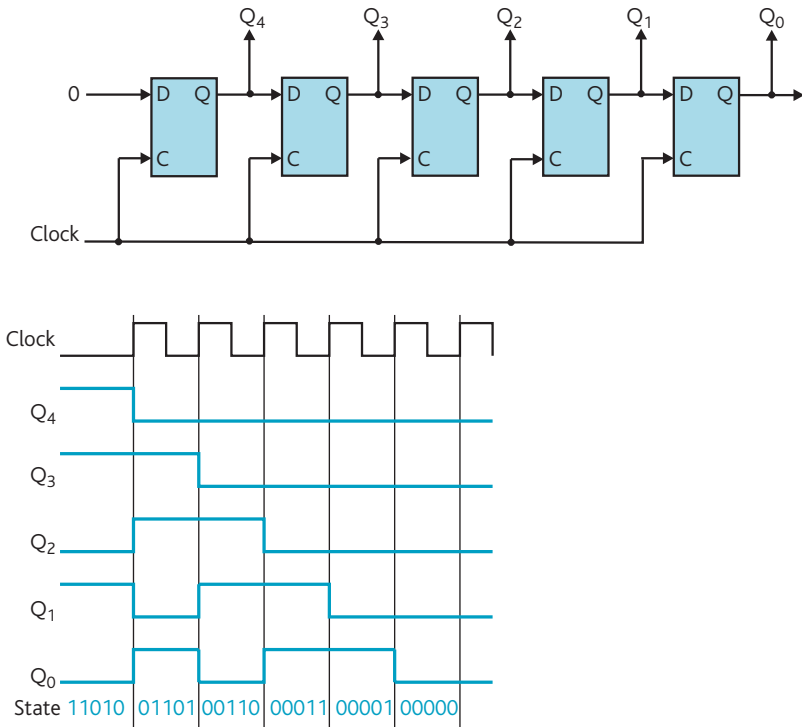 Q4 Q3 Q2 Q1 Q0
0 D Q D Q D Q D Q D Q
C C C C C
Clock
Clock
Q4
Q3
Q2
Q1
Q0
State 11010 01101 00110 00011 00001 00000